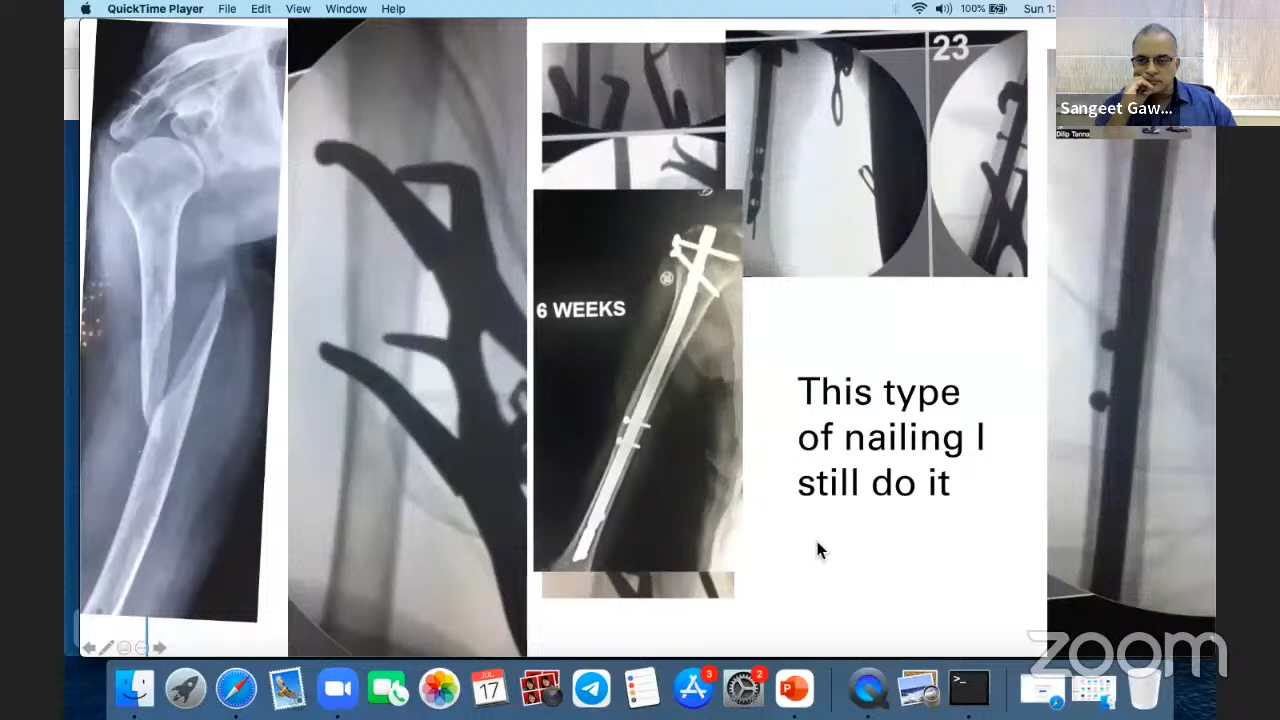 QuickTime Player File Edit View Window Help
100% Sun 1:
23
Sangeet Gaw...
Dilip Tanna
6 WEEKS
This type
of nailing I
still do it
zoom
JUL
17
3
2